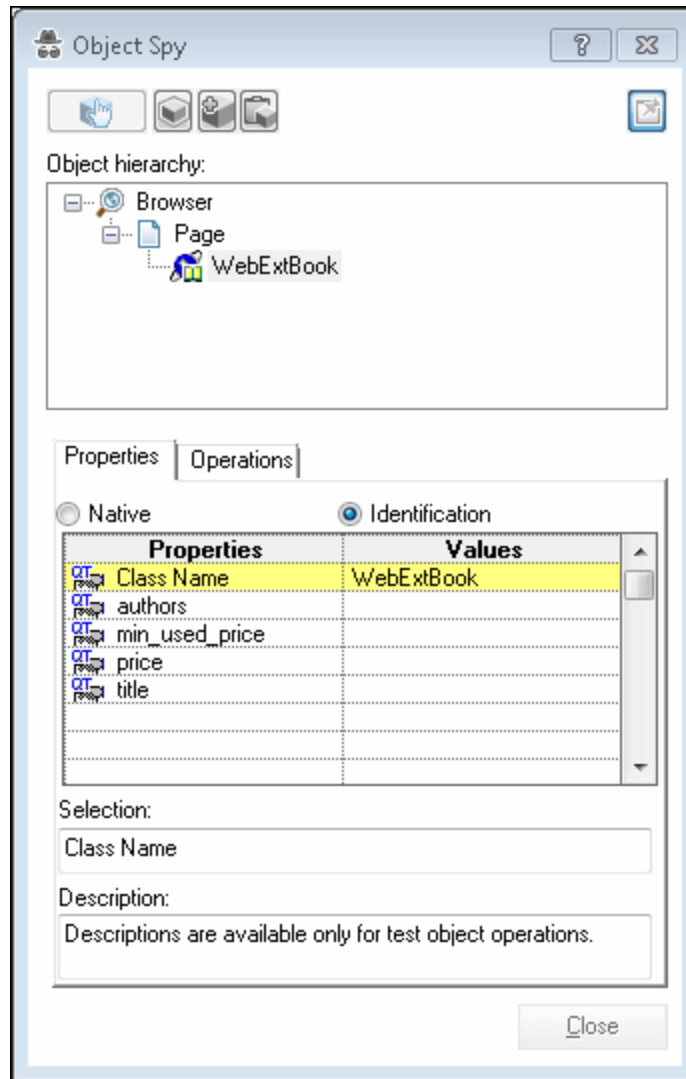 Object Spy
Object hierarchy:
Browser
Page
WebExtBook
Properties Operations
Native Identification
Properties Values
Class Name WebExtBook
authors
min_used_price
price
title
Selection:
Class Name
Description:
Descriptions are available only for test object operations.
Close